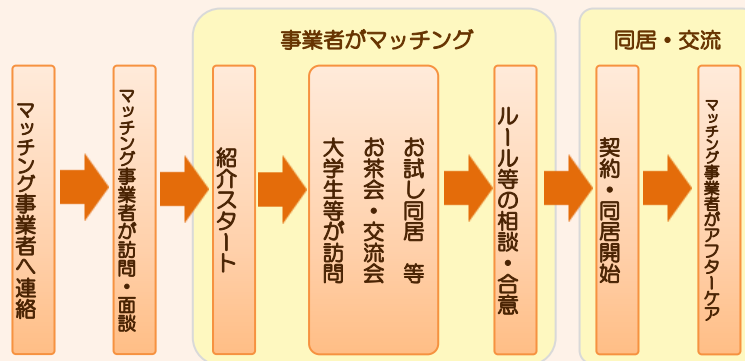 事業者がマッチング
同居・交流
マッチング事業者へ連絡
マッチング事業者が訪問・面談
紹介スタート
お試し同居　等
お茶会・交流会
大学生等が訪問
ルール等の相談・合意
契約・同居開始
マッチング事業者がアフターケア